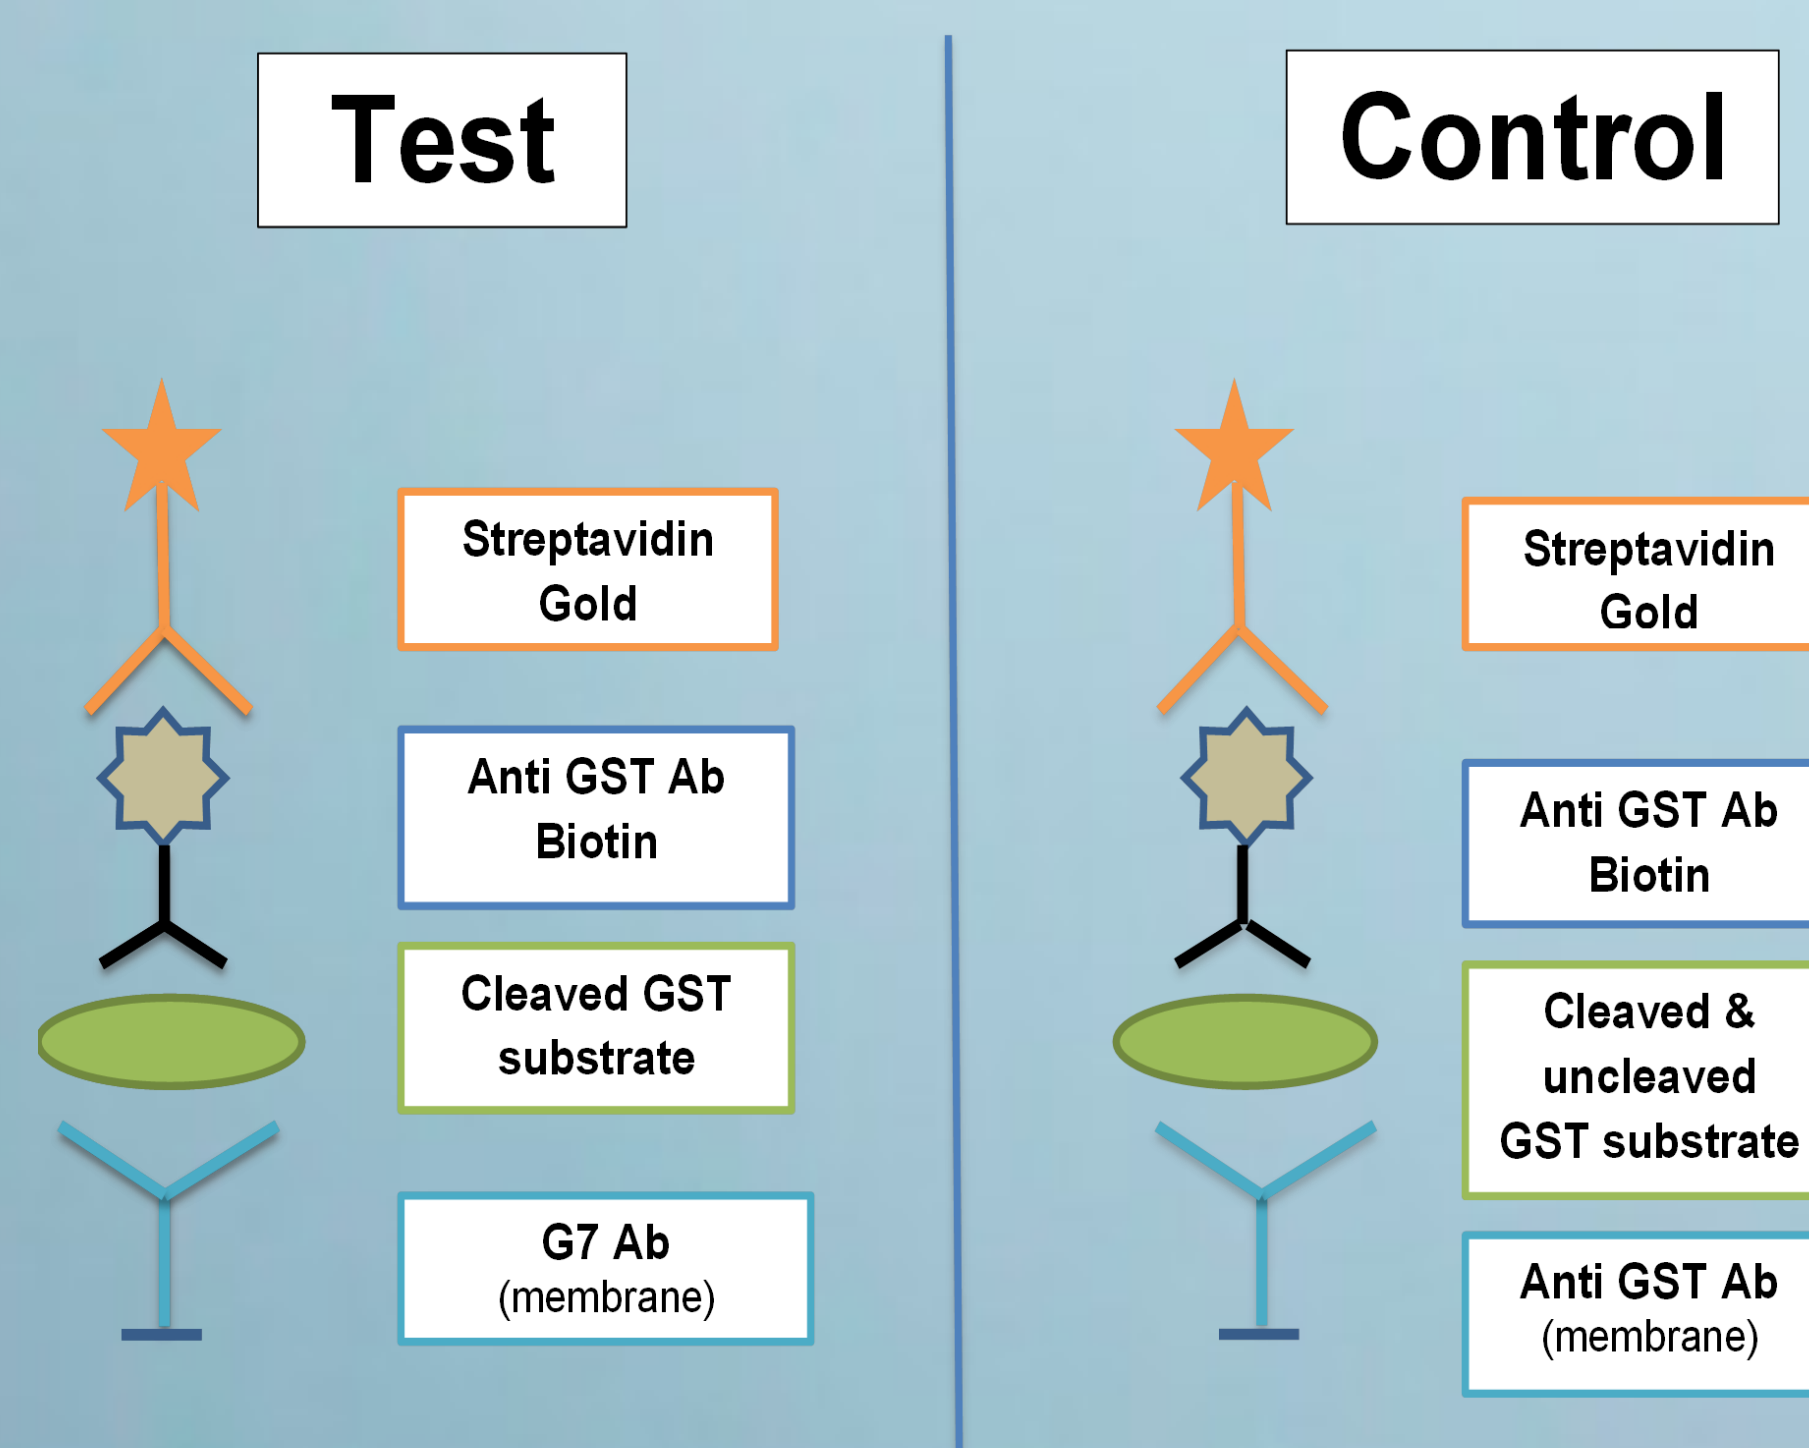 Test
Streptavidin
Gold
Anti GST Ab
Biotin
Cleaved GST
substrate
G7 Ab
(membrane)
Control
Streptavidin
Gold
Anti GST Ab
Biotin
Cleaved &
uncleaved
GST substrate
Anti GST Ab
(membrane)